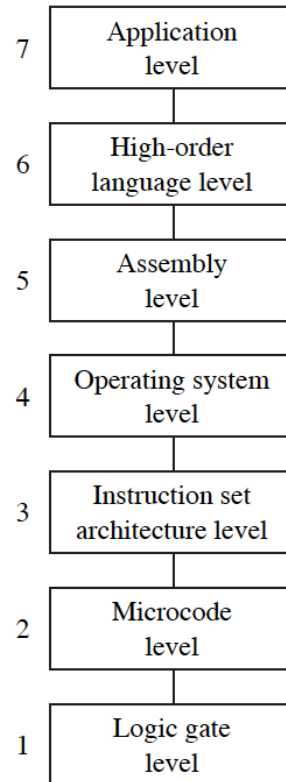 7
Application
level
6
High-order
language level
5
Assembly
level
4
Operating system
level
3
Instruction set
architecture level
2
Microcode
level
1
Logic gate
level